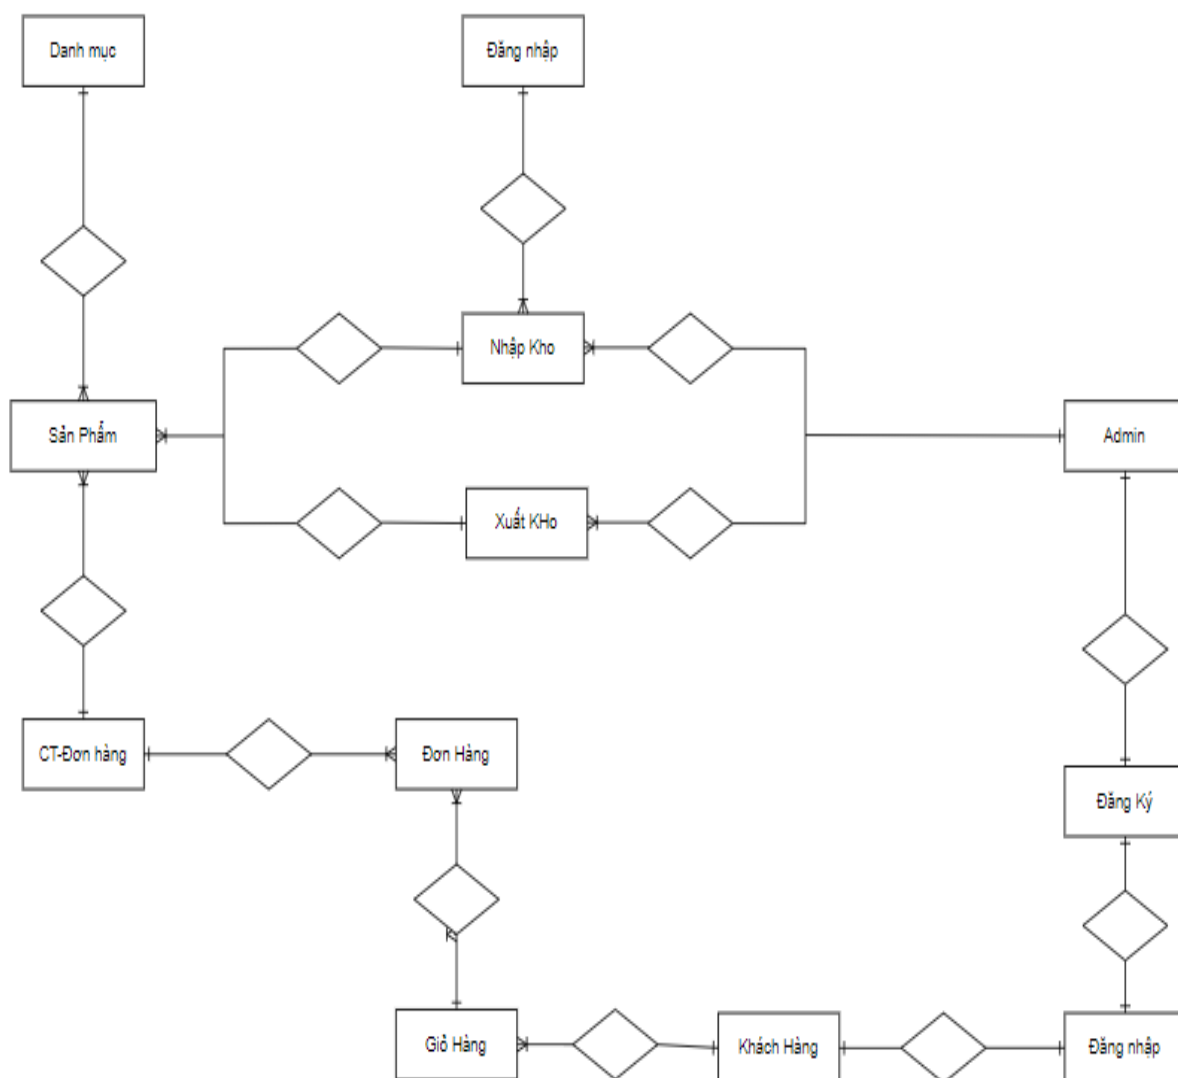 Danh mục
Đăng nhập
Nhập Kho
Sản Phẩm
Admin
Xuất KHo
CT-Đơn hàng
Đơn Hàng
Đăng Ký
Giỏ Hàng
Khách Hàng
Đăng nhập